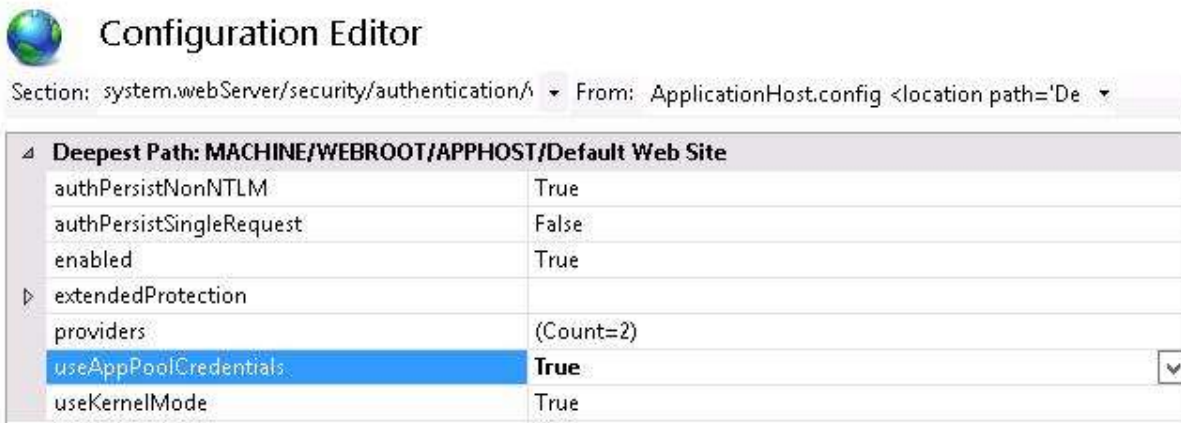 Configuration Editor
Section: system.webServer/security/authentication/ From: ApplicationHost.config <location path='De
Deepest Path: MACHINE/WEBROOT/APPHOST/Default Web Site
authPersistNonNTLM True
authPersistSingleRequest False
enabled True
extendedProtection
providers (Count=2)
useAppPoolCredentials True
useKernelMode True